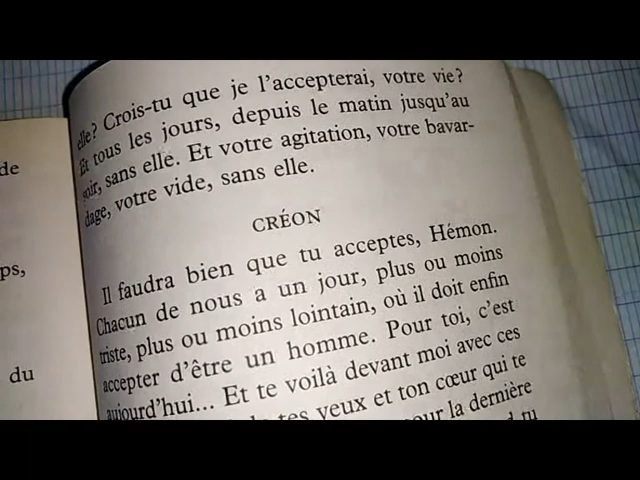 elle? Crois-tu que je l'accepterai, votre vie?
Et tous les jours, depuis le matin jusqu'au
soir, sans elle. Et votre agitation, votre bavar-
dage, votre vide, sans elle.
CRÉON
Il faudra bien que tu acceptes, Hémon.
Chacun de nous a un jour, plus ou moins
triste, plus ou moins lointain, où il doit enfin
accepter d'être un homme. Pour toi, c'est
aujourd'hui... Et te voilà devant moi avec ces
tes yeux et ton cœur qui te
pour la dernière
tu
de
ps,
du